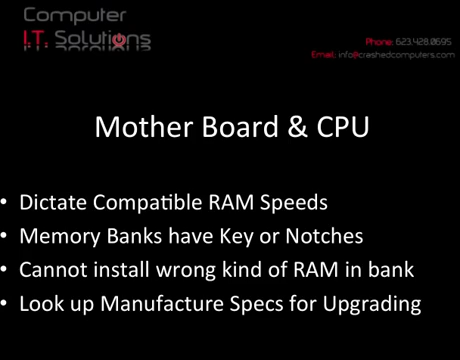 Computer
I.T. Solutions
Phone: 623.428.0695
Email: info@crashedcomputers.com
Mother Board & CPU
• Dictate Compatible RAM Speeds
• Memory Banks have Key or Notches
• Cannot install wrong kind of RAM in bank
• Look up Manufacture Specs for Upgrading